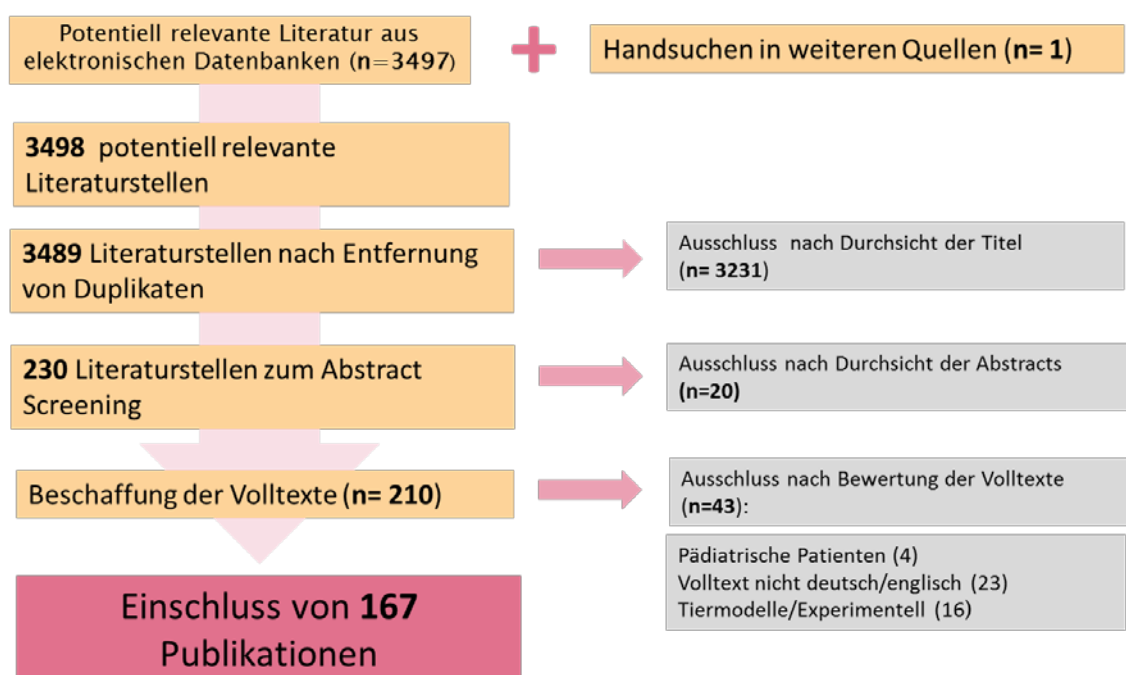 Potentiell relevante Literatur aus
elektronischen Datenbanken (n=3497)
+
Handsuchen in weiteren Quellen (n= 1)
3498 potentiell relevante
Literaturstellen
3489 Literaturstellen nach Entfernung
von Duplikaten
Ausschluss nach Durchsicht der Titel
(n= 3231)
230 Literaturstellen zum Abstract
Screening
Ausschluss nach Durchsicht der Abstracts
(n=20)
Beschaffung der Volltexte (n= 210)
Ausschluss nach Bewertung der Volltexte
(n=43):
Pädiatrische Patienten (4)
Volltext nicht deutsch/englisch (23)
Tiermodelle/Experimentell (16)
Einschluss von 167
Publikationen